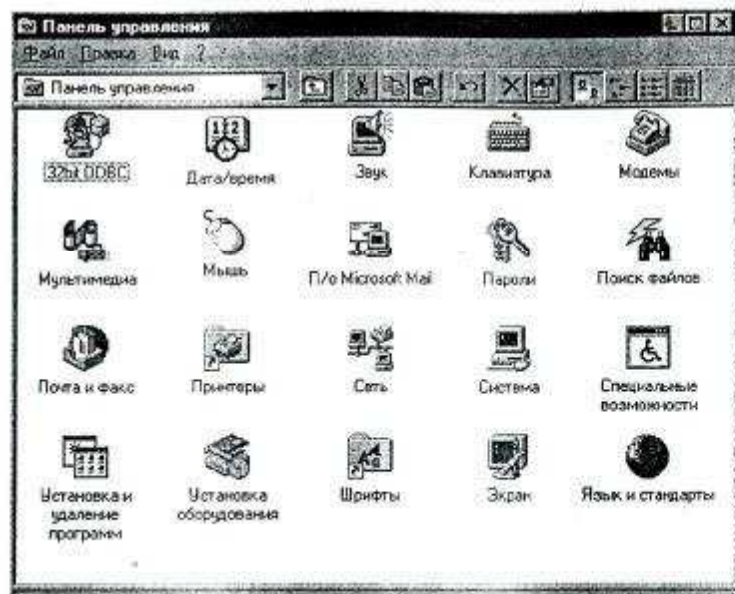 Панель управления
Файл Правка Вид ?
Панель управления
32bit ODBC
Дата/время
Звук
Клавиатура
Модемы
Мультимедиа
Мышь
П/о Microsoft Mail
Пароли
Поиск файлов
Почта и факс
Принтеры
Сеть
Система
Специальные
возможности
Установка и
удаление
программ
Установка
оборудования
Шрифты
Экран
Язык и стандарты